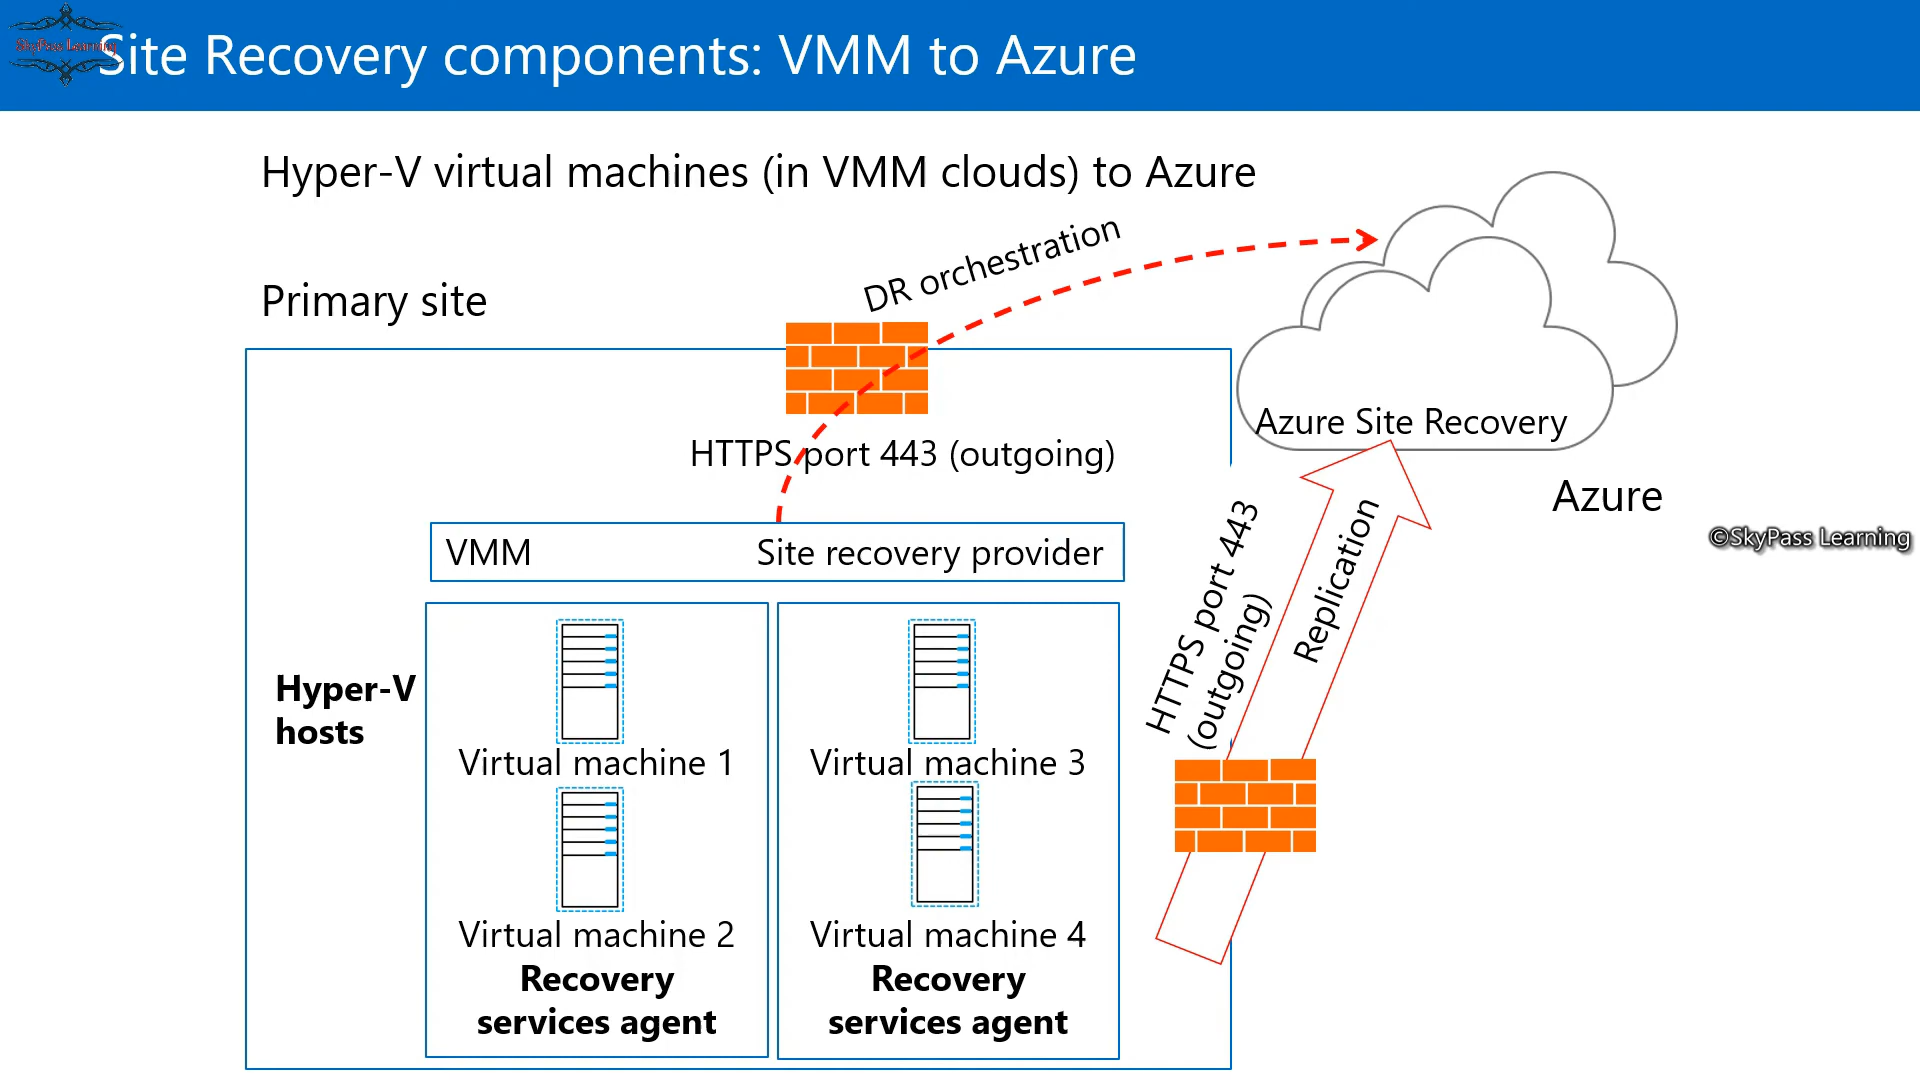 SkyPass Learning
Site Recovery components: VMM to Azure
Hyper-V virtual machines (in VMM clouds) to Azure
DR orchestration
Primary site
HTTPS port 443 (outgoing)
Azure Site Recovery
Azure
©SkyPass Learning
VMM
Site recovery provider
HTTPS port 443
(outgoing)
Replication
Hyper-V
hosts
Virtual machine 1
Virtual machine 3
Virtual machine 2
Virtual machine 4
Recovery
services agent
Recovery
services agent